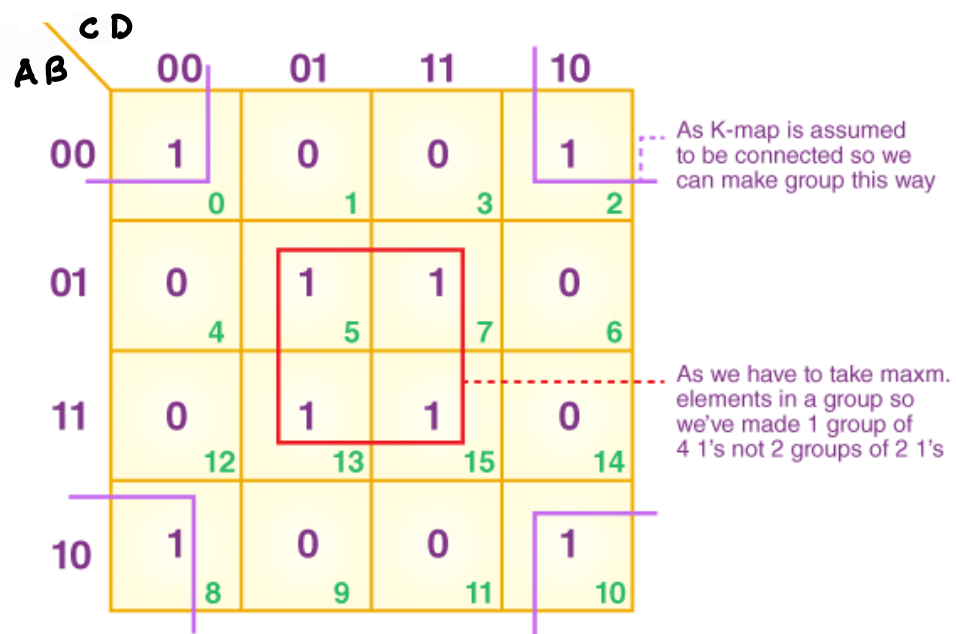 CD
AB
00 01 11 10
00 1 0 0 1
0 1 3 2
As K-map is assumed
to be connected so we
can make group this way
01 0 1 1 0
4 5 7 6
11 0 1 1 0
12 13 15 14
As we have to take maxm.
elements in a group so
we've made 1 group of
4 1's not 2 groups of 2 1's
10 1 0 0 1
8 9 11 10